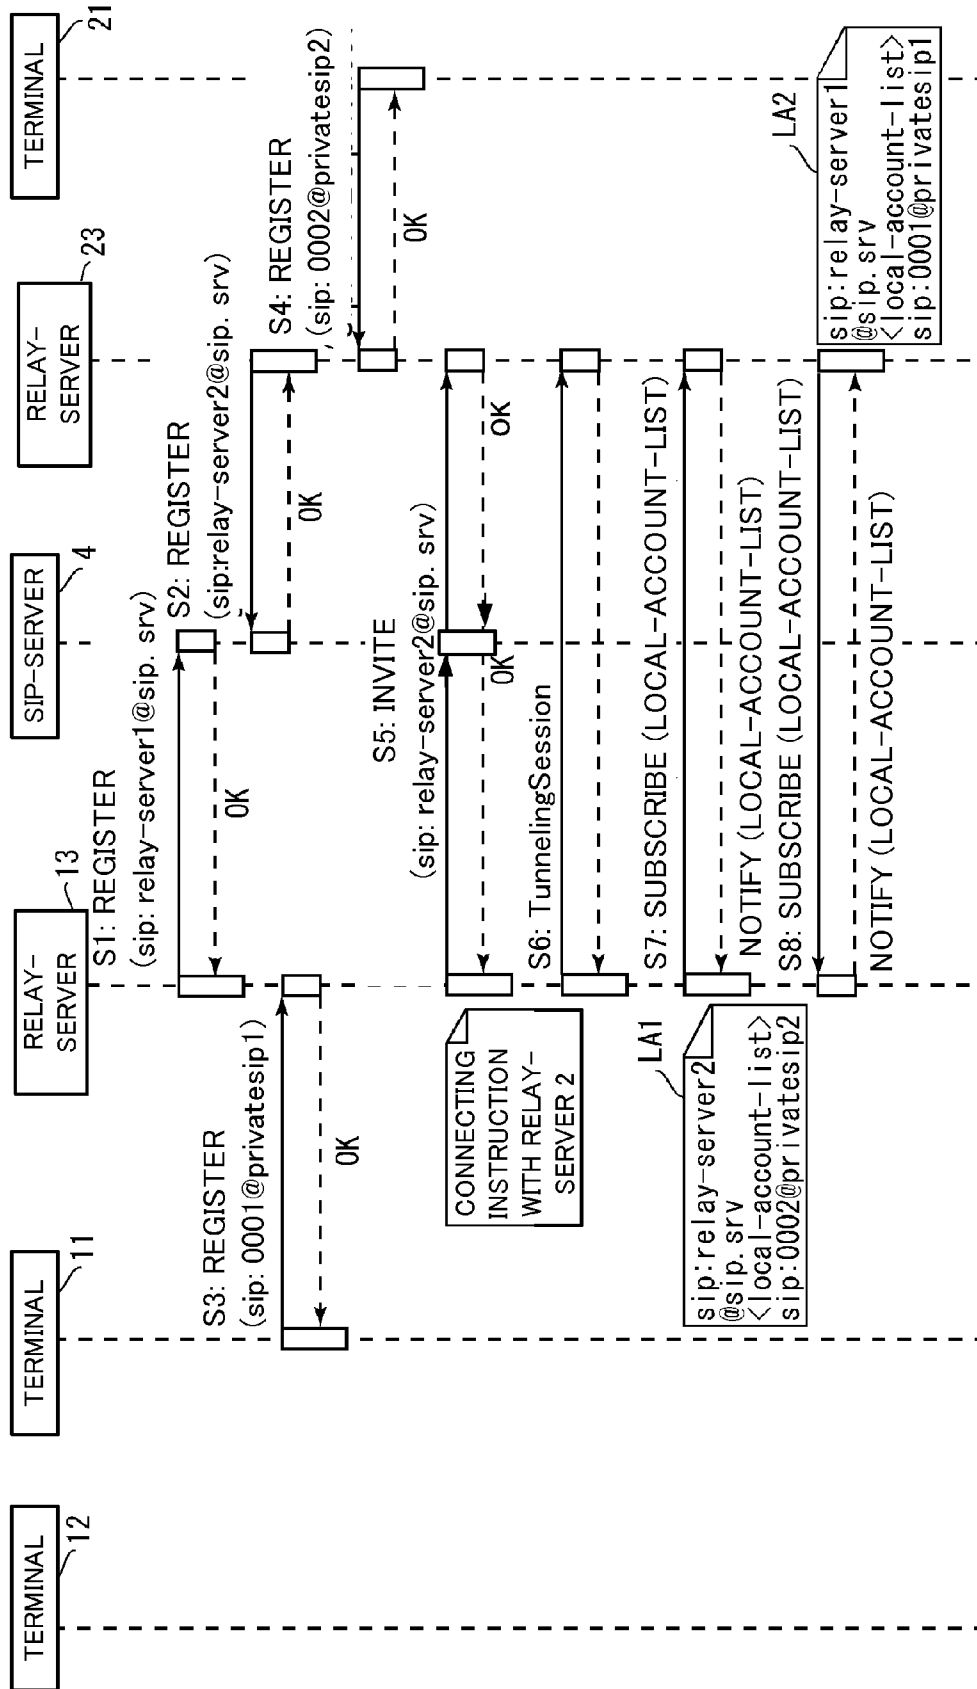 TERMINAL
12
TERMINAL
11
RELAY-
SERVER
13
SIP-SERVER
4
RELAY-
SERVER
23
TERMINAL
21
S1: REGISTER
(sip: relay-server1@sip. srv)
OK
S2: REGISTER
(sip:relay-server2@sip. srv)
OK
S3: REGISTER
(sip: 0001@privatesip1)
OK
S4: REGISTER
(sip: 0002@privatesip2)
OK
CONNECTING
INSTRUCTION
WITH RELAY-
SERVER 2
S5: INVITE
(sip: relay-server2@sip. srv)
OK
OK
S6: TunnelingSession
S7: SUBSCRIBE (LOCAL-ACCOUNT-LIST)
NOTIFY (LOCAL-ACCOUNT-LIST)
LA1
sip:relay-server2
@sip.srv
<local-account-list>
sip:0002@privatesip2
S8: SUBSCRIBE (LOCAL-ACCOUNT-LIST)
NOTIFY (LOCAL-ACCOUNT-LIST)
LA2
sip:relay-server1
@sip.srv
<local-account-list>
sip:0001@privatesip1